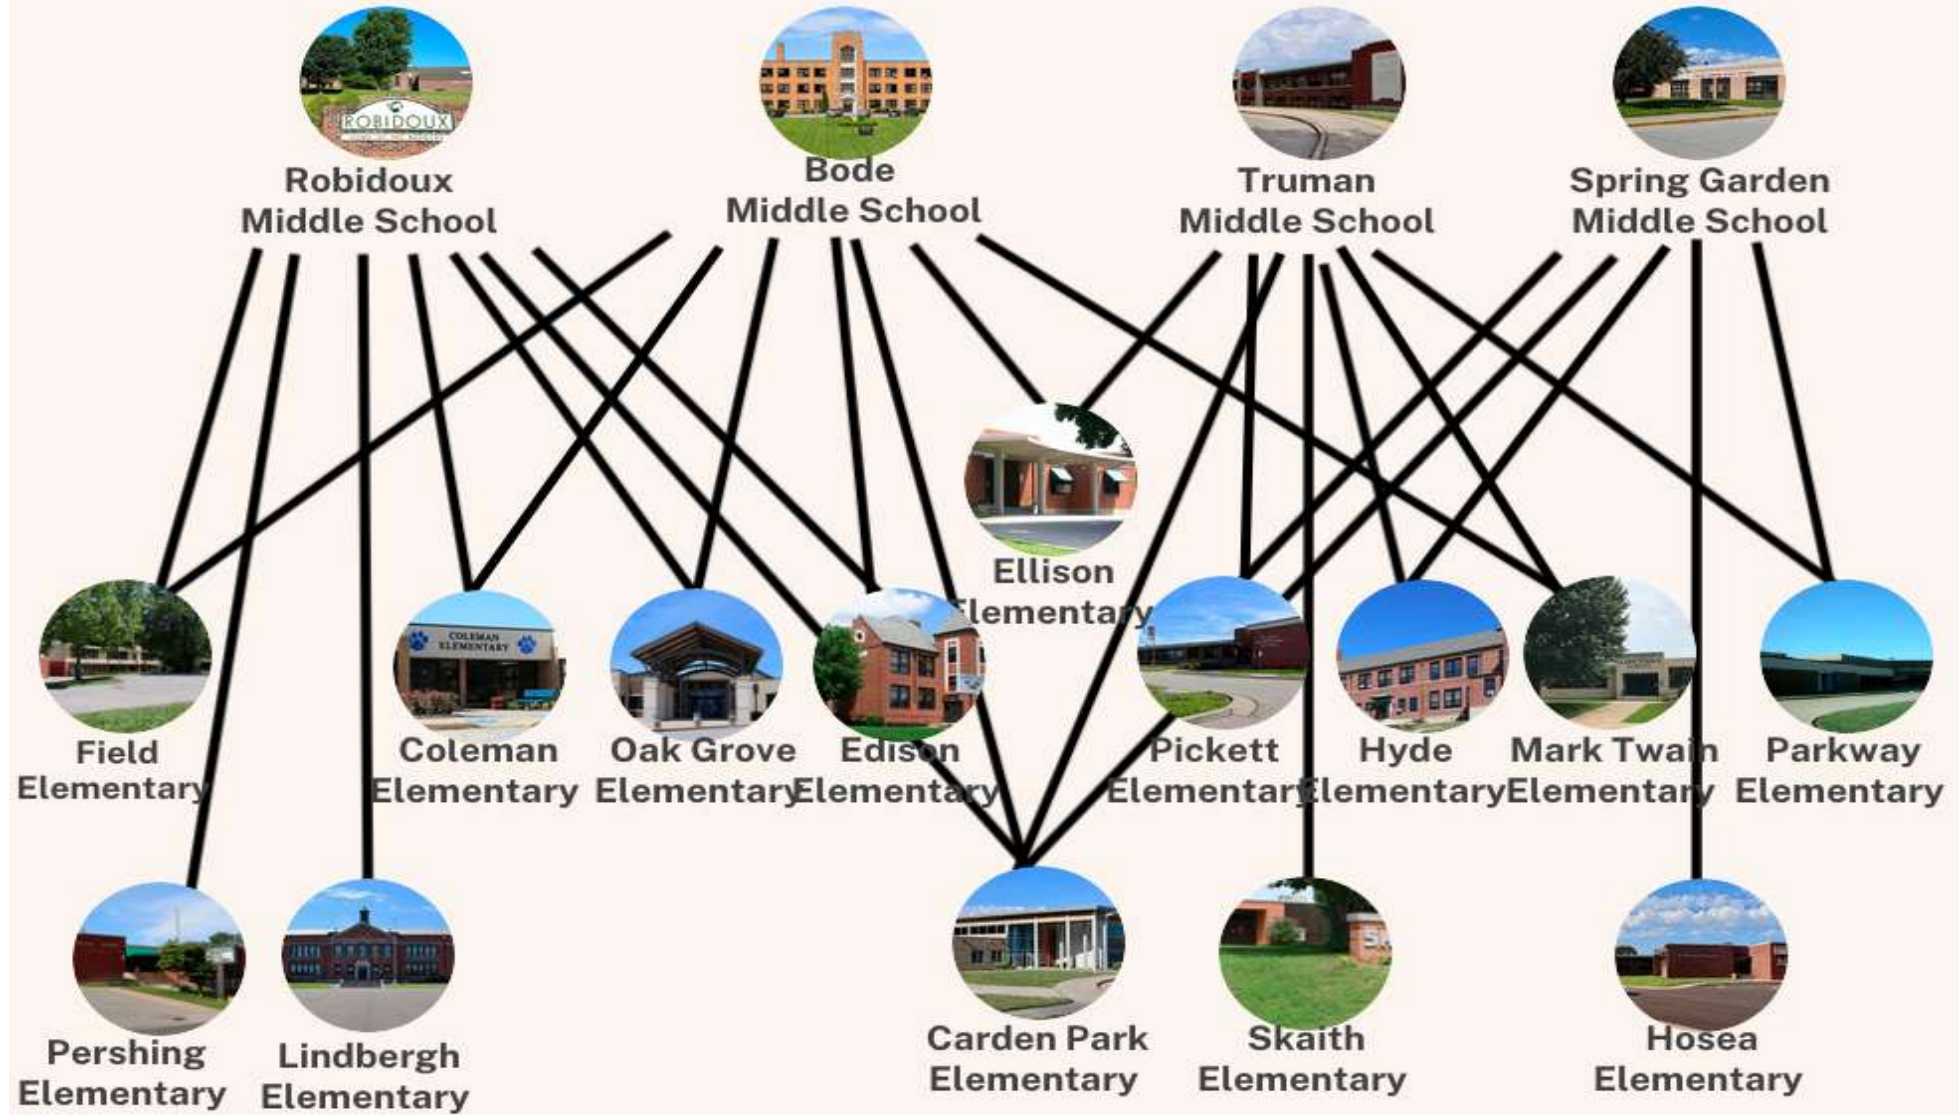 ROBIDOUX
Robidoux
Middle School
Bode
Middle School
Truman
Middle School
Spring Garden
Middle School
Ellison
Elementary
COLEMAN
ELEMENTARY
Field
Elementary
Coleman
Elementary
Oak Grove
Elementary
Edison
Elementary
Pickett
Elementary
Hyde
Elementary
Mark Twain
Elementary
Parkway
Elementary
Pershing
Elementary
Lindbergh
Elementary
Carden Park
Elementary
Skaith
Elementary
Hosea
Elementary